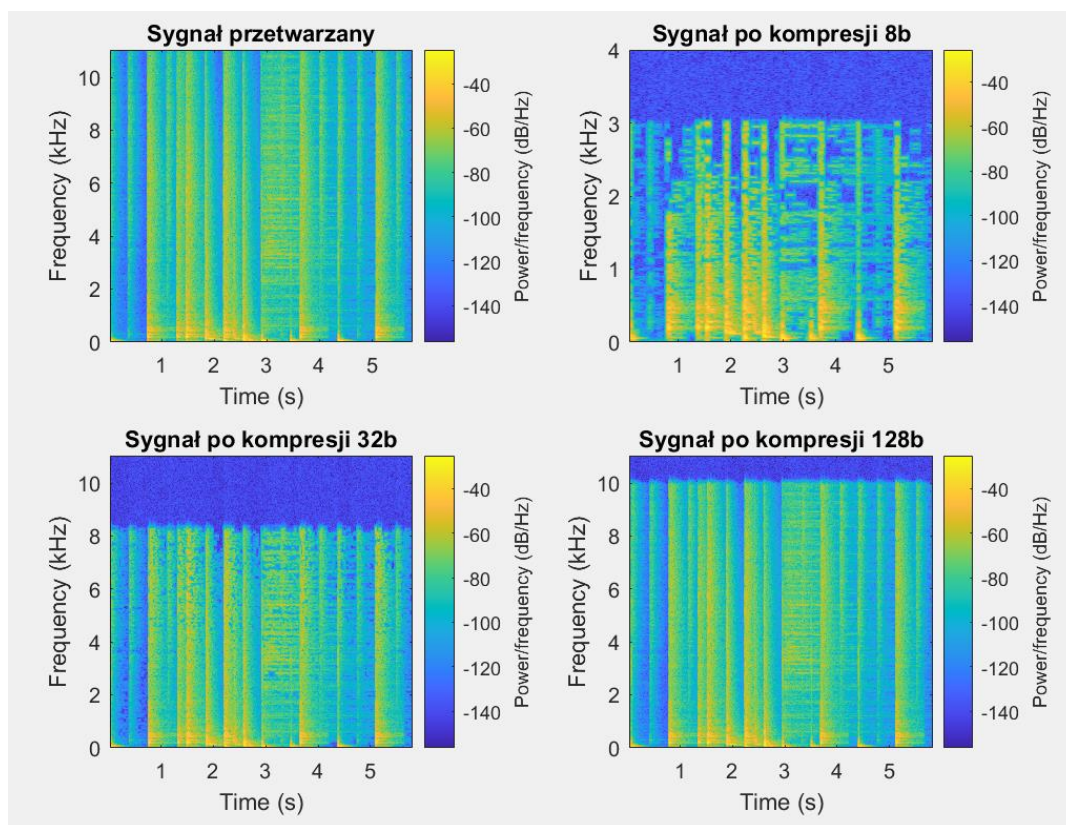 Sygnał przetwarzany
Frequency (kHz)
10
8
6
4
2
0
1 2 3 4 5
Time (s)
-40
-60
-80
-100
-120
-140
Power/frequency (dB/Hz)
Sygnał po kompresji 8b
Frequency (kHz)
4
3
2
1
0
1 2 3 4 5
Time (s)
-40
-60
-80
-100
-120
-140
Power/frequency (dB/Hz)
Sygnał po kompresji 32b
Frequency (kHz)
10
8
6
4
2
0
1 2 3 4 5
Time (s)
-40
-60
-80
-100
-120
-140
Power/frequency (dB/Hz)
Sygnał po kompresji 128b
Frequency (kHz)
10
8
6
4
2
0
1 2 3 4 5
Time (s)
-40
-60
-80
-100
-120
-140
Power/frequency (dB/Hz)